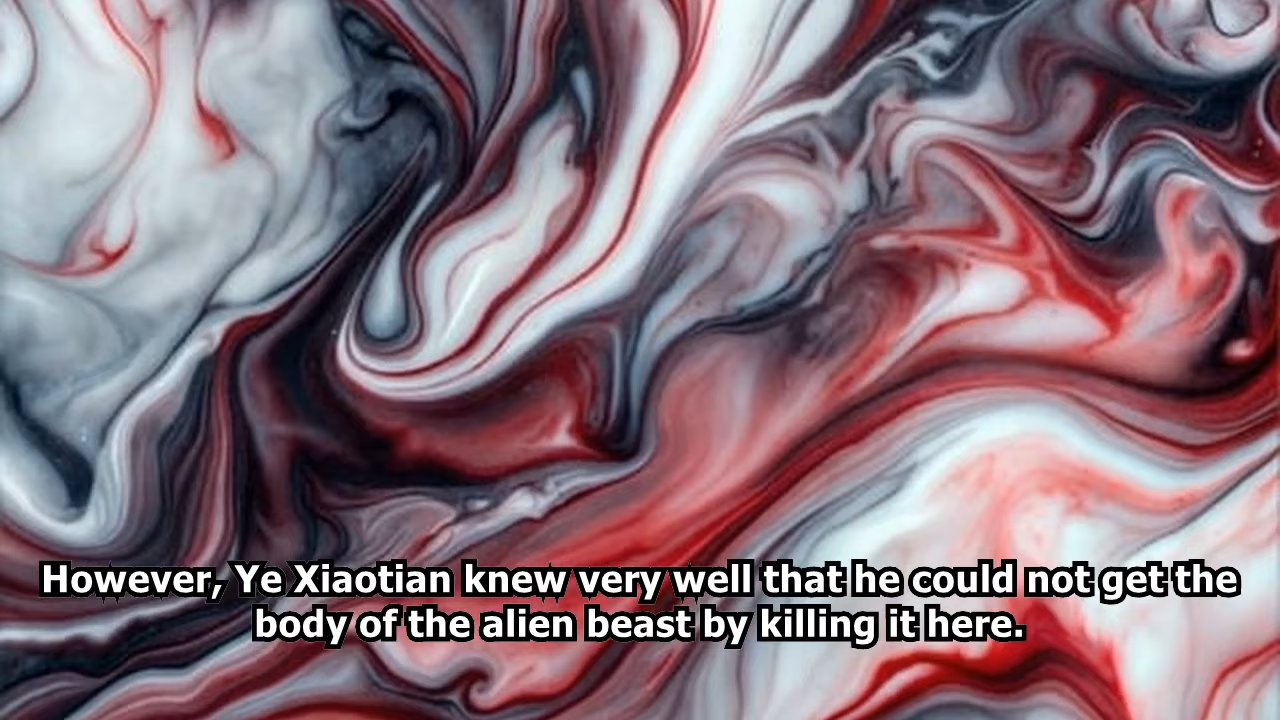 However, Ye Xiaotian knew very well that he could not get the
body of the alien beast by killing it here.